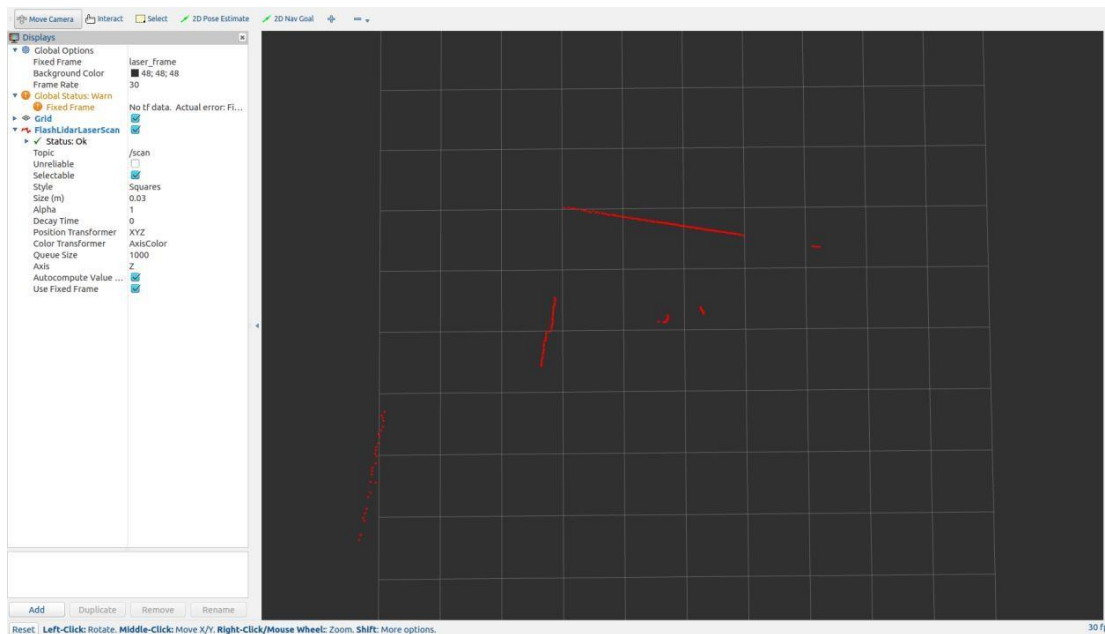 Move Camera Interact Select 2D Pose Estimate 2D Nav Goal
Displays
Global Options
Fixed Frame laser_frame
Background Color 48; 48; 48
Frame Rate 30
Global Status: Warn
Fixed Frame No tf data. Actual error: Fi...
Grid
FlashLidarLaserScan
Status: Ok
Topic /scan
Unreliable
Selectable
Style Squares
Size (m) 0.03
Alpha 1
Decay Time 0
Position Transformer XYZ
Color Transformer AxisColor
Queue Size 1000
Axis Z
Autocompute Value ...
Use Fixed Frame
Add Duplicate Remove Rename
Reset Left-Click: Rotate. Middle-Click: Move X/Y. Right-Click/Mouse Wheel:: Zoom. Shift: More options. 30 fp